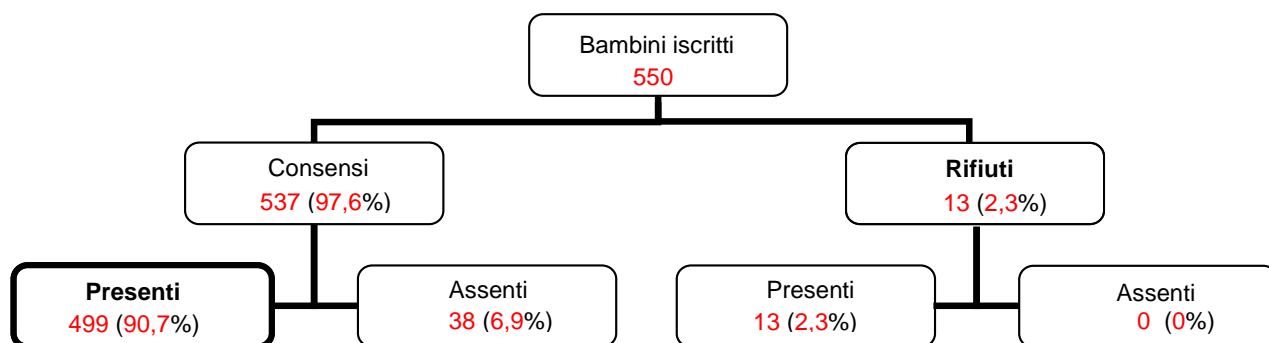 Bambini iscritti
550
Consensi
537 (97,6%)
Rifiuti
13 (2,3%)
Presenti
499 (90,7%)
Assenti
38 (6,9%)
Presenti
13 (2,3%)
Assenti
0 (0%)